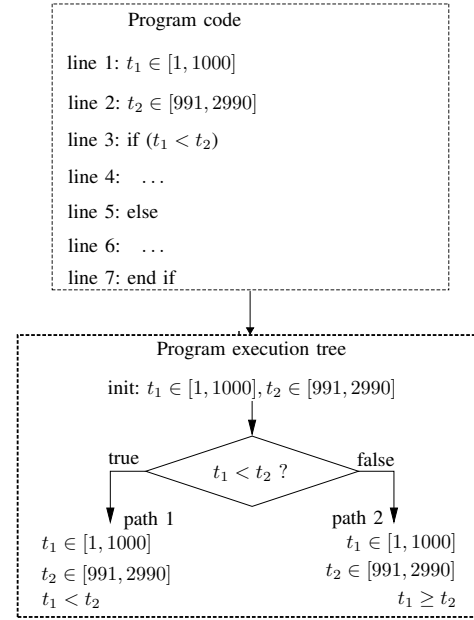 Program code
line 1: t₁ ∈ [1, 1000]
line 2: t₂ ∈ [991, 2990]
line 3: if (t₁ < t₂)
line 4: ...
line 5: else
line 6: ...
line 7: end if
Program execution tree
init: t₁ ∈ [1, 1000], t₂ ∈ [991, 2990]
true
t₁ < t₂ ?
false
path 1
t₁ ∈ [1, 1000]
t₂ ∈ [991, 2990]
t₁ < t₂
path 2
t₁ ∈ [1, 1000]
t₂ ∈ [991, 2990]
t₁ ≥ t₂